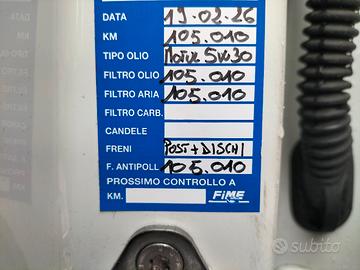 DATA 19.02.26
KM 105.010
TIPO OLIO Motul 5W30
FILTRO OLIO 105.010
FILTRO ARIA 105.010
FILTRO CARB.
CANDELE
FRENI POST+DISCHI
F. ANTIPOLL 105.010
PROSSIMO CONTROLLO A
KM. FiME
subito